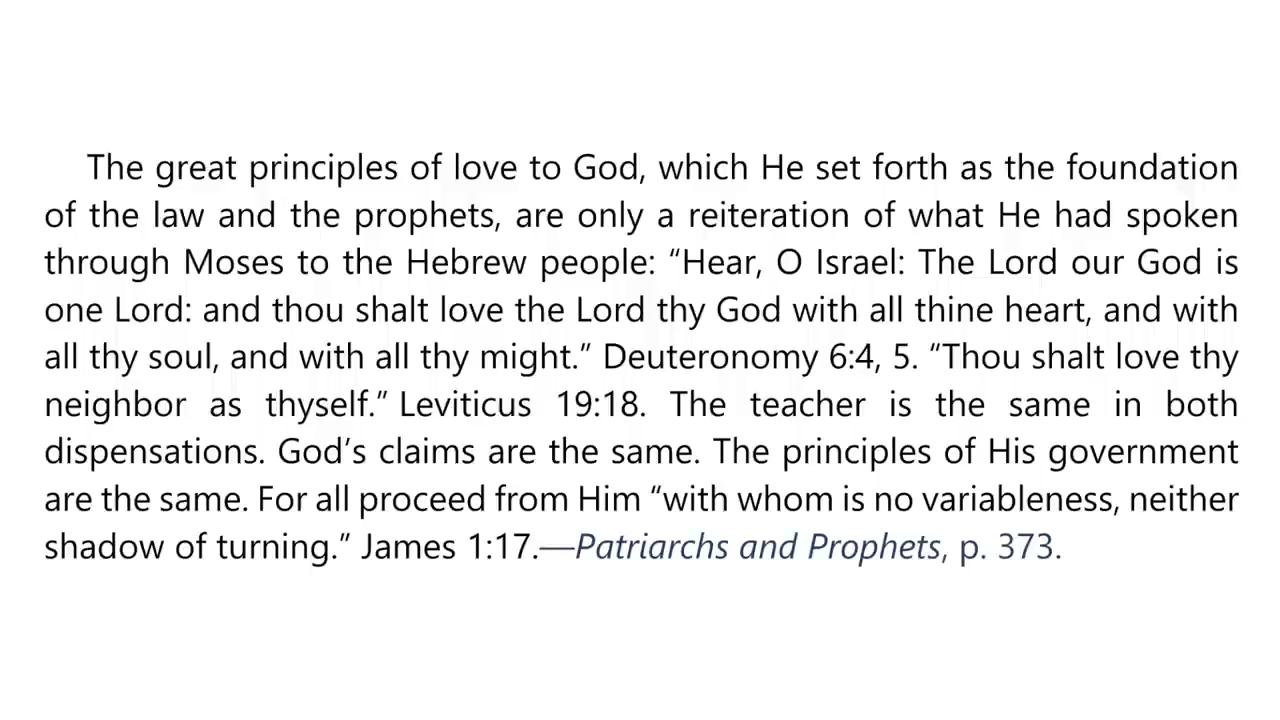 The great principles of love to God, which He set forth as the foundation
of the law and the prophets, are only a reiteration of what He had spoken
through Moses to the Hebrew people: “Hear, O Israel: The Lord our God is
one Lord: and thou shalt love the Lord thy God with all thine heart, and with
all thy soul, and with all thy might.” Deuteronomy 6:4, 5. “Thou shalt love thy
neighbor as thyself.” Leviticus 19:18. The teacher is the same in both
dispensations. God’s claims are the same. The principles of His government
are the same. For all proceed from Him “with whom is no variableness, neither
shadow of turning.” James 1:17.—Patriarchs and Prophets, p. 373.